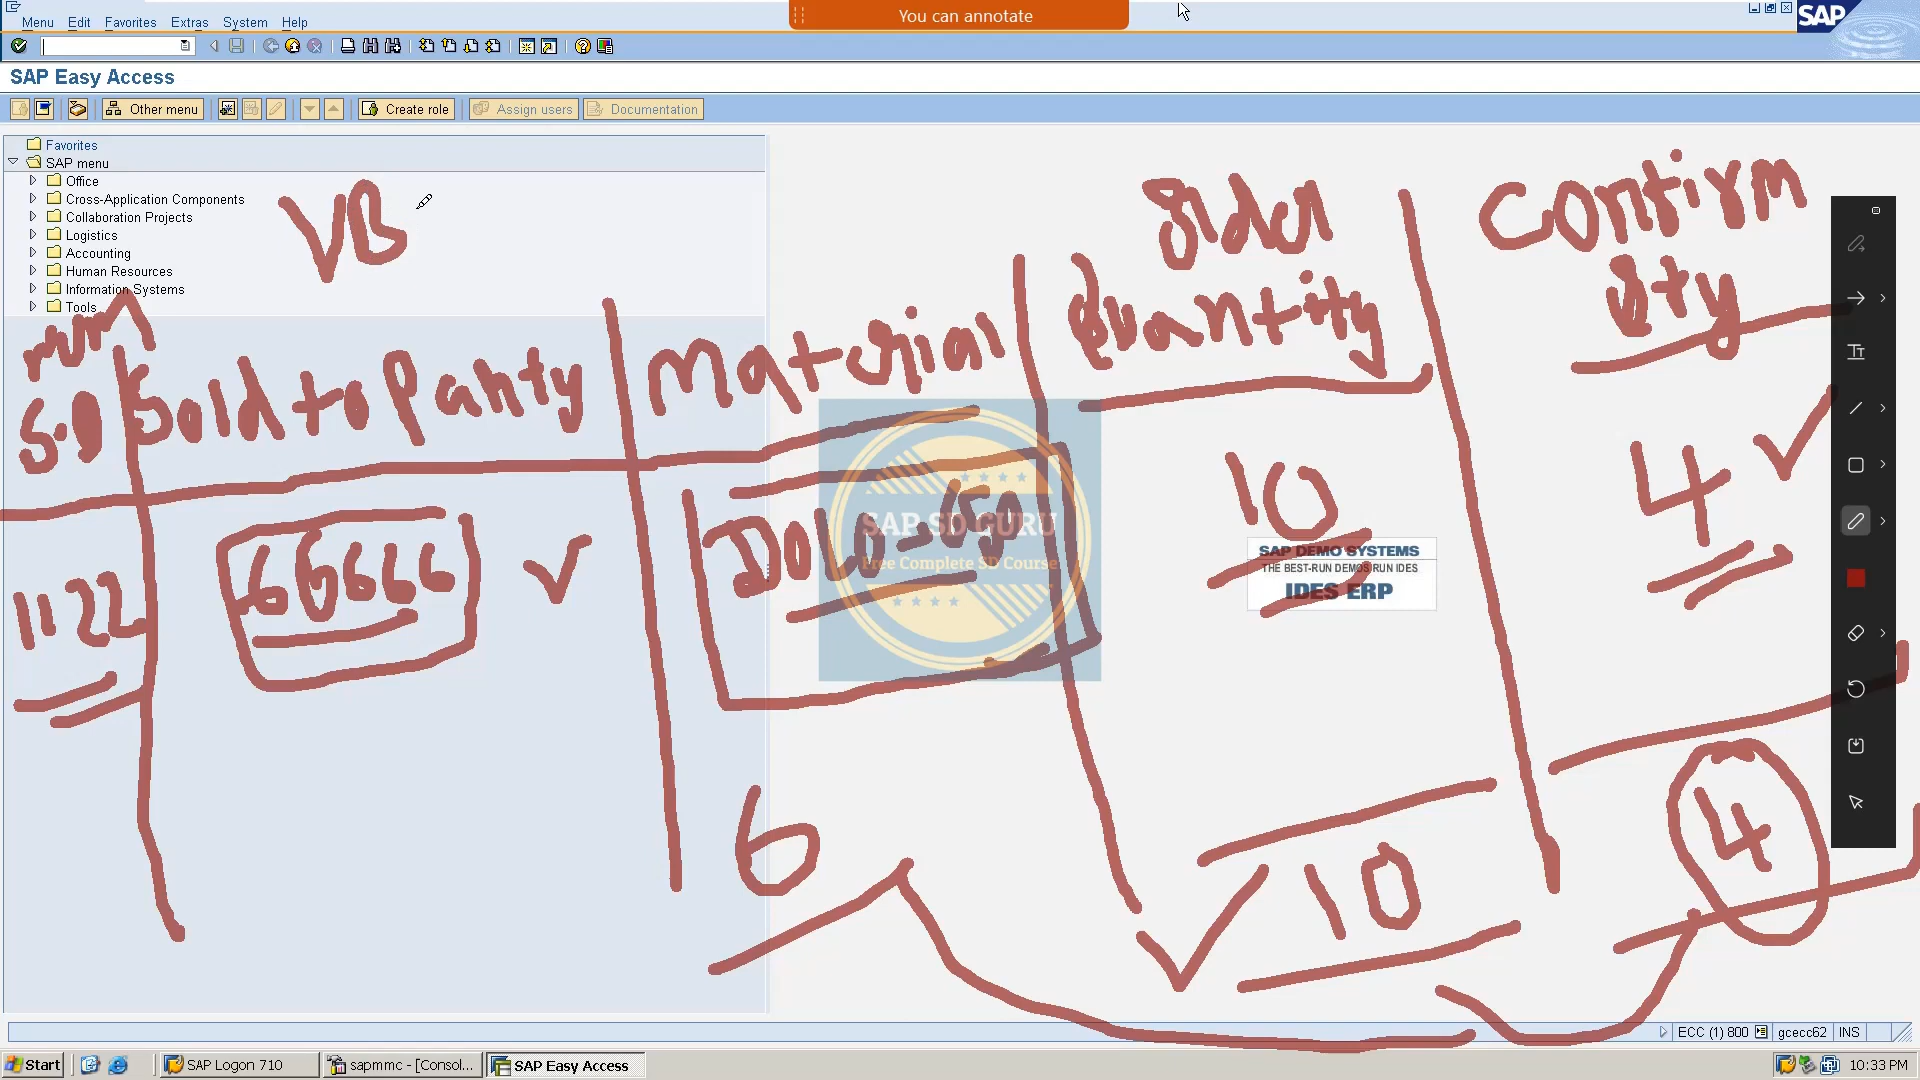 You can annotate
Menu Edit Favorites Extras System Help
SAP
SAP Easy Access
Other menu Create role Assign users Documentation
Favorites
SAP menu
Office
Cross-Application Components
Collaboration Projects
Logistics
Accounting
Human Resources
Information Systems
Tools
VB
order
Quantity
Confirm
Qty
S.O
Sold to Party
Material
1122
66666
DOLO-650
10
4
SAP SD GURU
Free Complete SD Course
SAP DEMO SYSTEMS
THE BEST-RUN DEMOS RUN IDES
IDES ERP
6
10
4
ECC (1) 800 gcecc62 INS
Start SAP Logon 710 sapmmc - [Consol... SAP Easy Access 10:33 PM